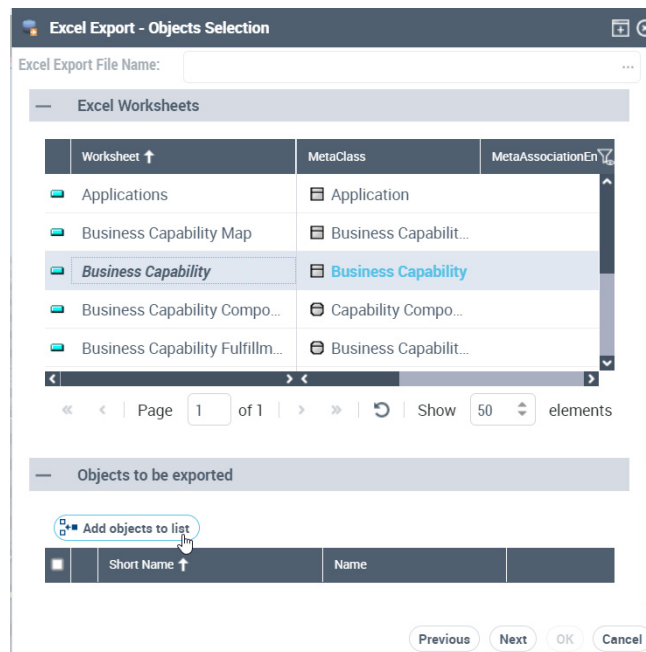 Excel Export - Objects Selection
Excel Export File Name: ...
Excel Worksheets
Worksheet MetaClass MetaAssociationEn
Applications Application
Business Capability Map Business Capabilit...
Business Capability Business Capability
Business Capability Compo... Capability Compo...
Business Capability Fulfillm... Business Capabilit...
Page 1 of 1 Show 50 elements
Objects to be exported
Add objects to list
Short Name Name
Previous Next OK Cancel